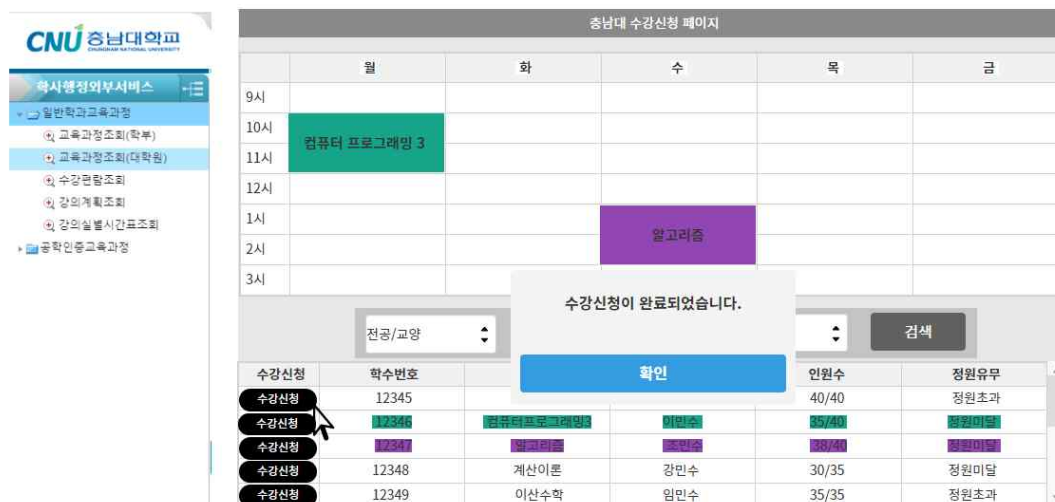 충남대 수강신청 페이지
CNU 충남대학교
CHUNGNAM NATIONAL UNIVERSITY
학사행정외부서비스
일반학과교육과정
교육과정조회(학부)
교육과정조회(대학원)
수강편람조회
강의계획조회
강의실별시간표조회
공학인증교육과정
월 화 수 목 금
9시
10시
컴퓨터 프로그래밍 3
11시
12시
1시
알고리즘
2시
3시
수강신청이 완료되었습니다.
확인
전공/교양 검색
수강신청 학수번호 인원수 정원유무
수강신청 12345 40/40 정원초과
수강신청 12346 컴퓨터프로그래밍3 이민수 35/40 정원미달
수강신청 12347 알고리즘 조민수 38/40 정원미달
수강신청 12348 계산이론 강민수 30/35 정원미달
수강신청 12349 이산수학 임민수 35/35 정원초과